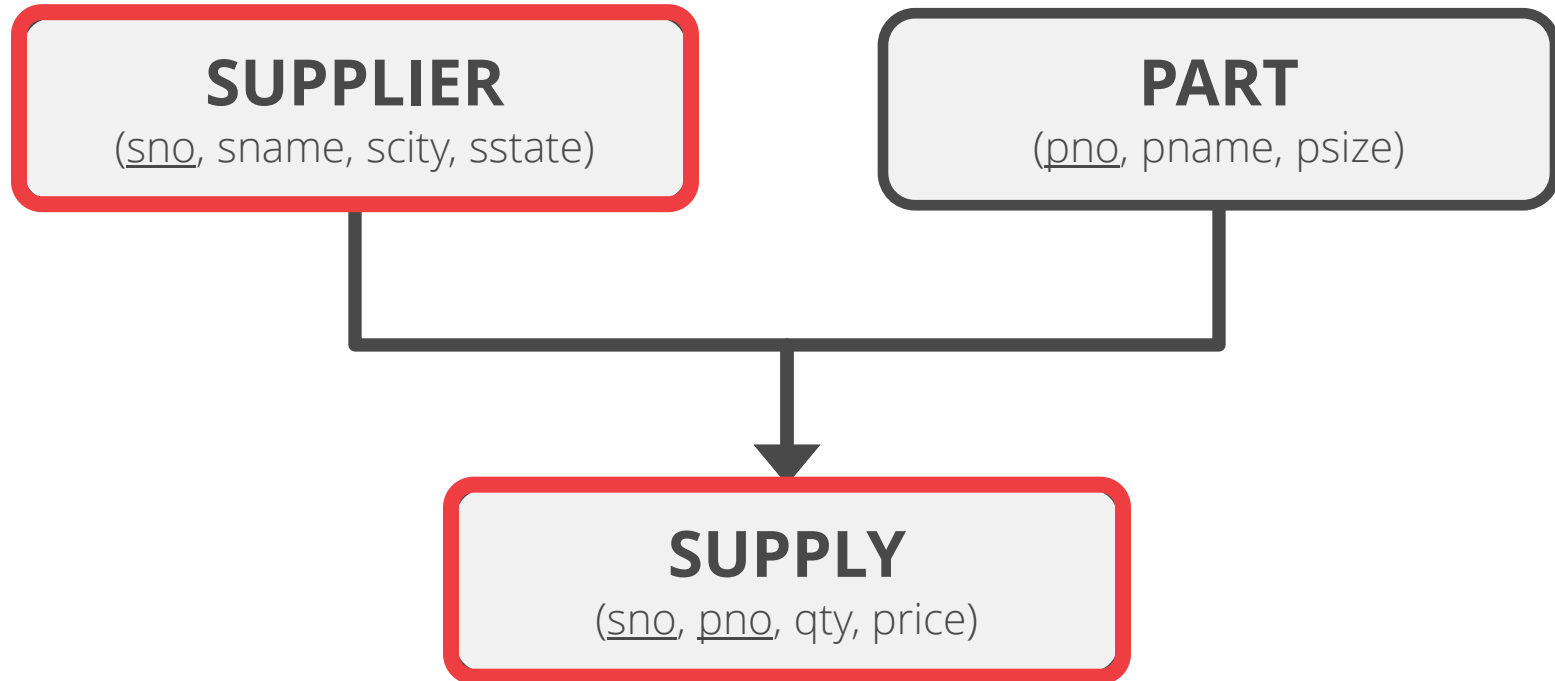 SUPPLIER
(sno, sname, scity, sstate)
PART
(pno, pname, psize)
SUPPLY
(sno, pno, qty, price)